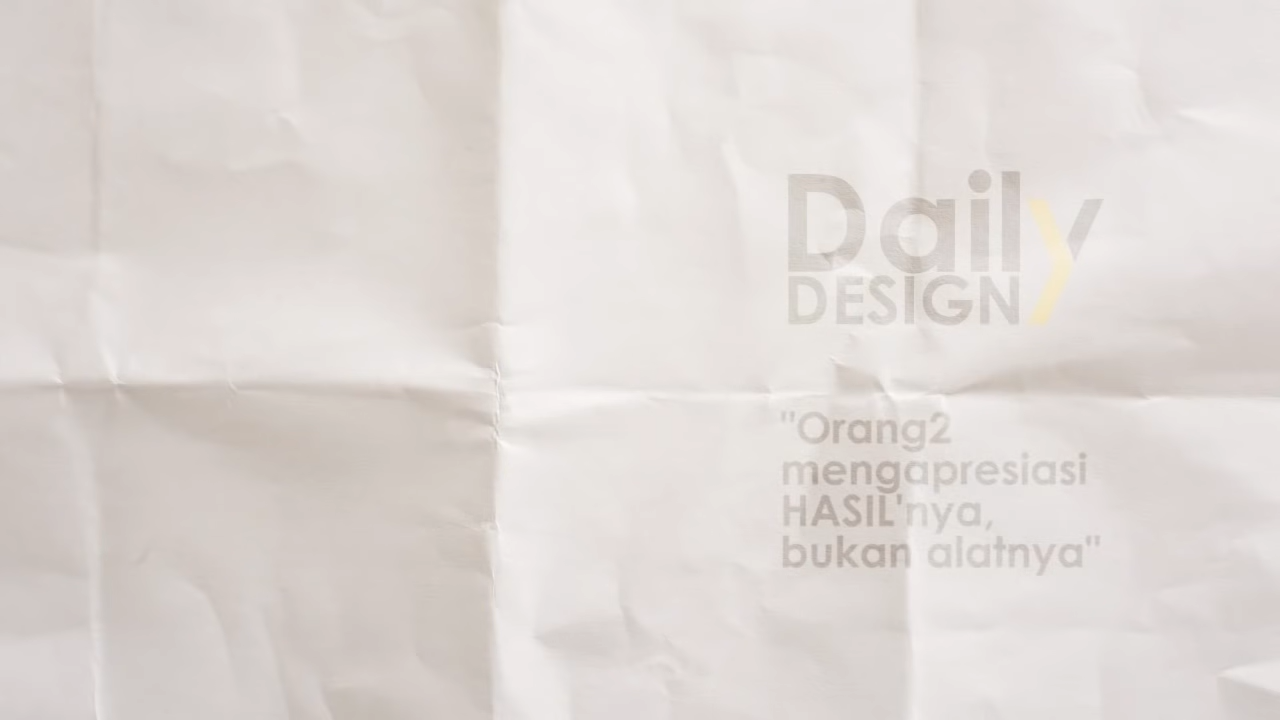 Daily
DESIGN
"Orang2
mengapresiasi
HASIL'nya,
bukan alatnya"